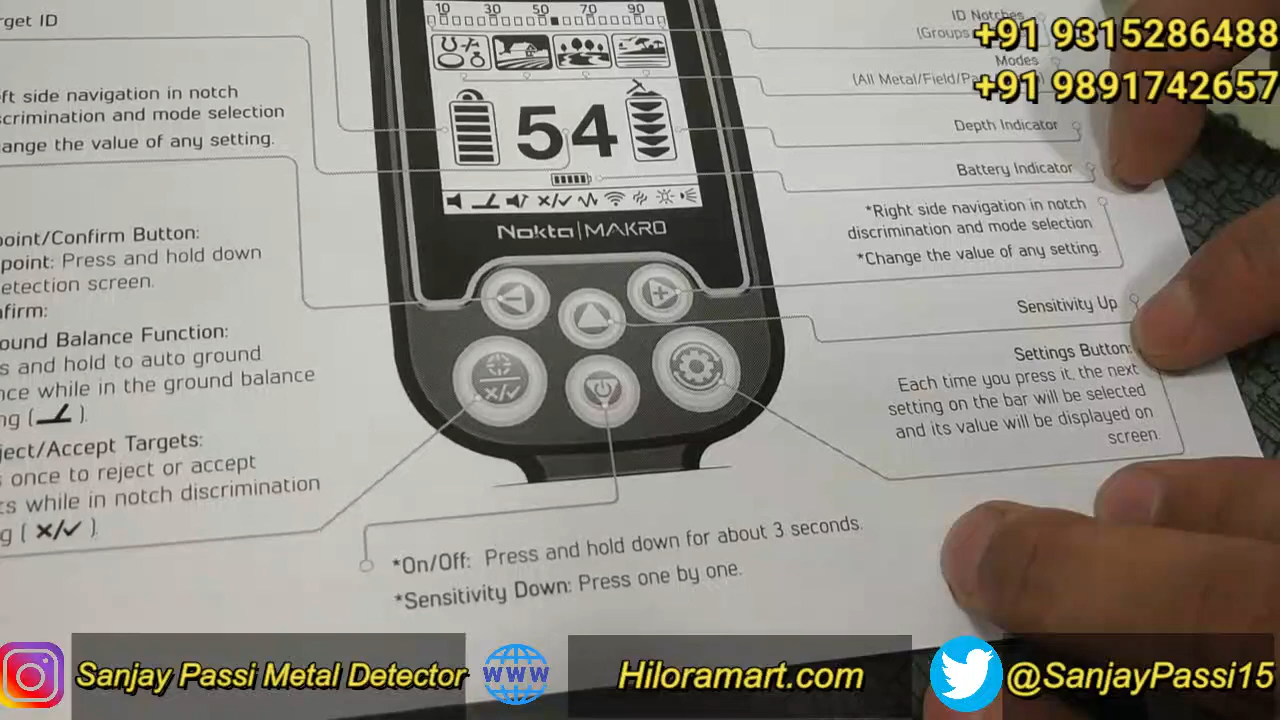 rget ID
ft side navigation in notch
scrimination and mode selection
ange the value of any setting.
point/Confirm Button:
point: Press and hold down
etection screen.
nfirm:
ound Balance Function:
s and hold to auto ground
nce while in the ground balance
ng ( ).
ject/Accept Targets:
s once to reject or accept
ts while in notch discrimination
g ( X/✓ )
10 30 50 70 90
54
X/✓
Nokta|MAKRO
X/✓
ID Notches
(Groups
Modes
(All Metal/Field/Pa
Depth Indicator
Battery Indicator
*Right side navigation in notch
discrimination and mode selection
*Change the value of any setting.
Sensitivity Up
Settings Button:
Each time you press it, the next
setting on the bar will be selected
and its value will be displayed on
screen.
*On/Off: Press and hold down for about 3 seconds.
*Sensitivity Down: Press one by one.
+91 9315286488
+91 9891742657
Sanjay Passi Metal Detector
WWW
Hiloramart.com
@SanjayPassi15